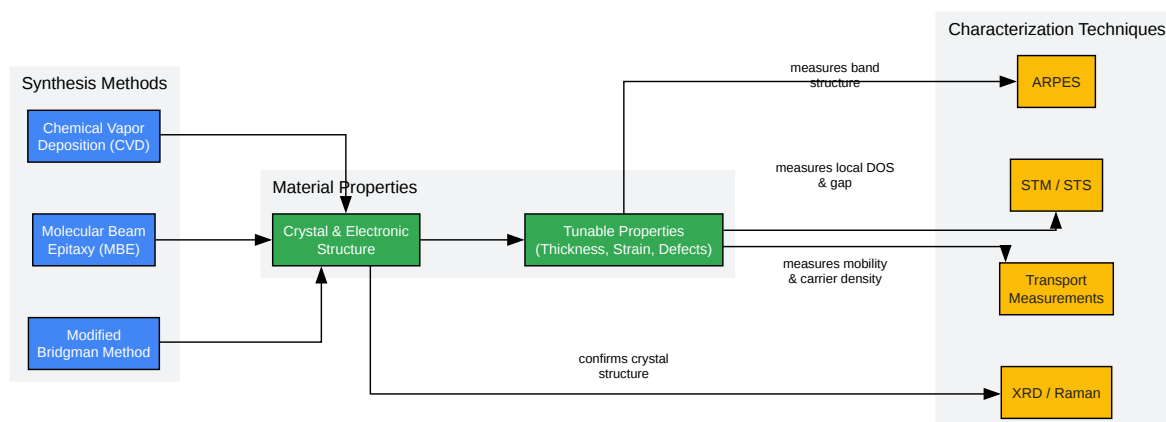 Characterization Techniques
Synthesis Methods
measures band
structure
ARPES
Chemical Vapor
Deposition (CVD)
measures local DOS
& gap
STM / STS
Material Properties
Molecular Beam
Epitaxy (MBE)
Crystal & Electronic
Structure
Tunable Properties
(Thickness, Strain, Defects)
measures mobility
& carrier density
Transport
Measurements
Modified
Bridgman Method
confirms crystal
structure
XRD / Raman